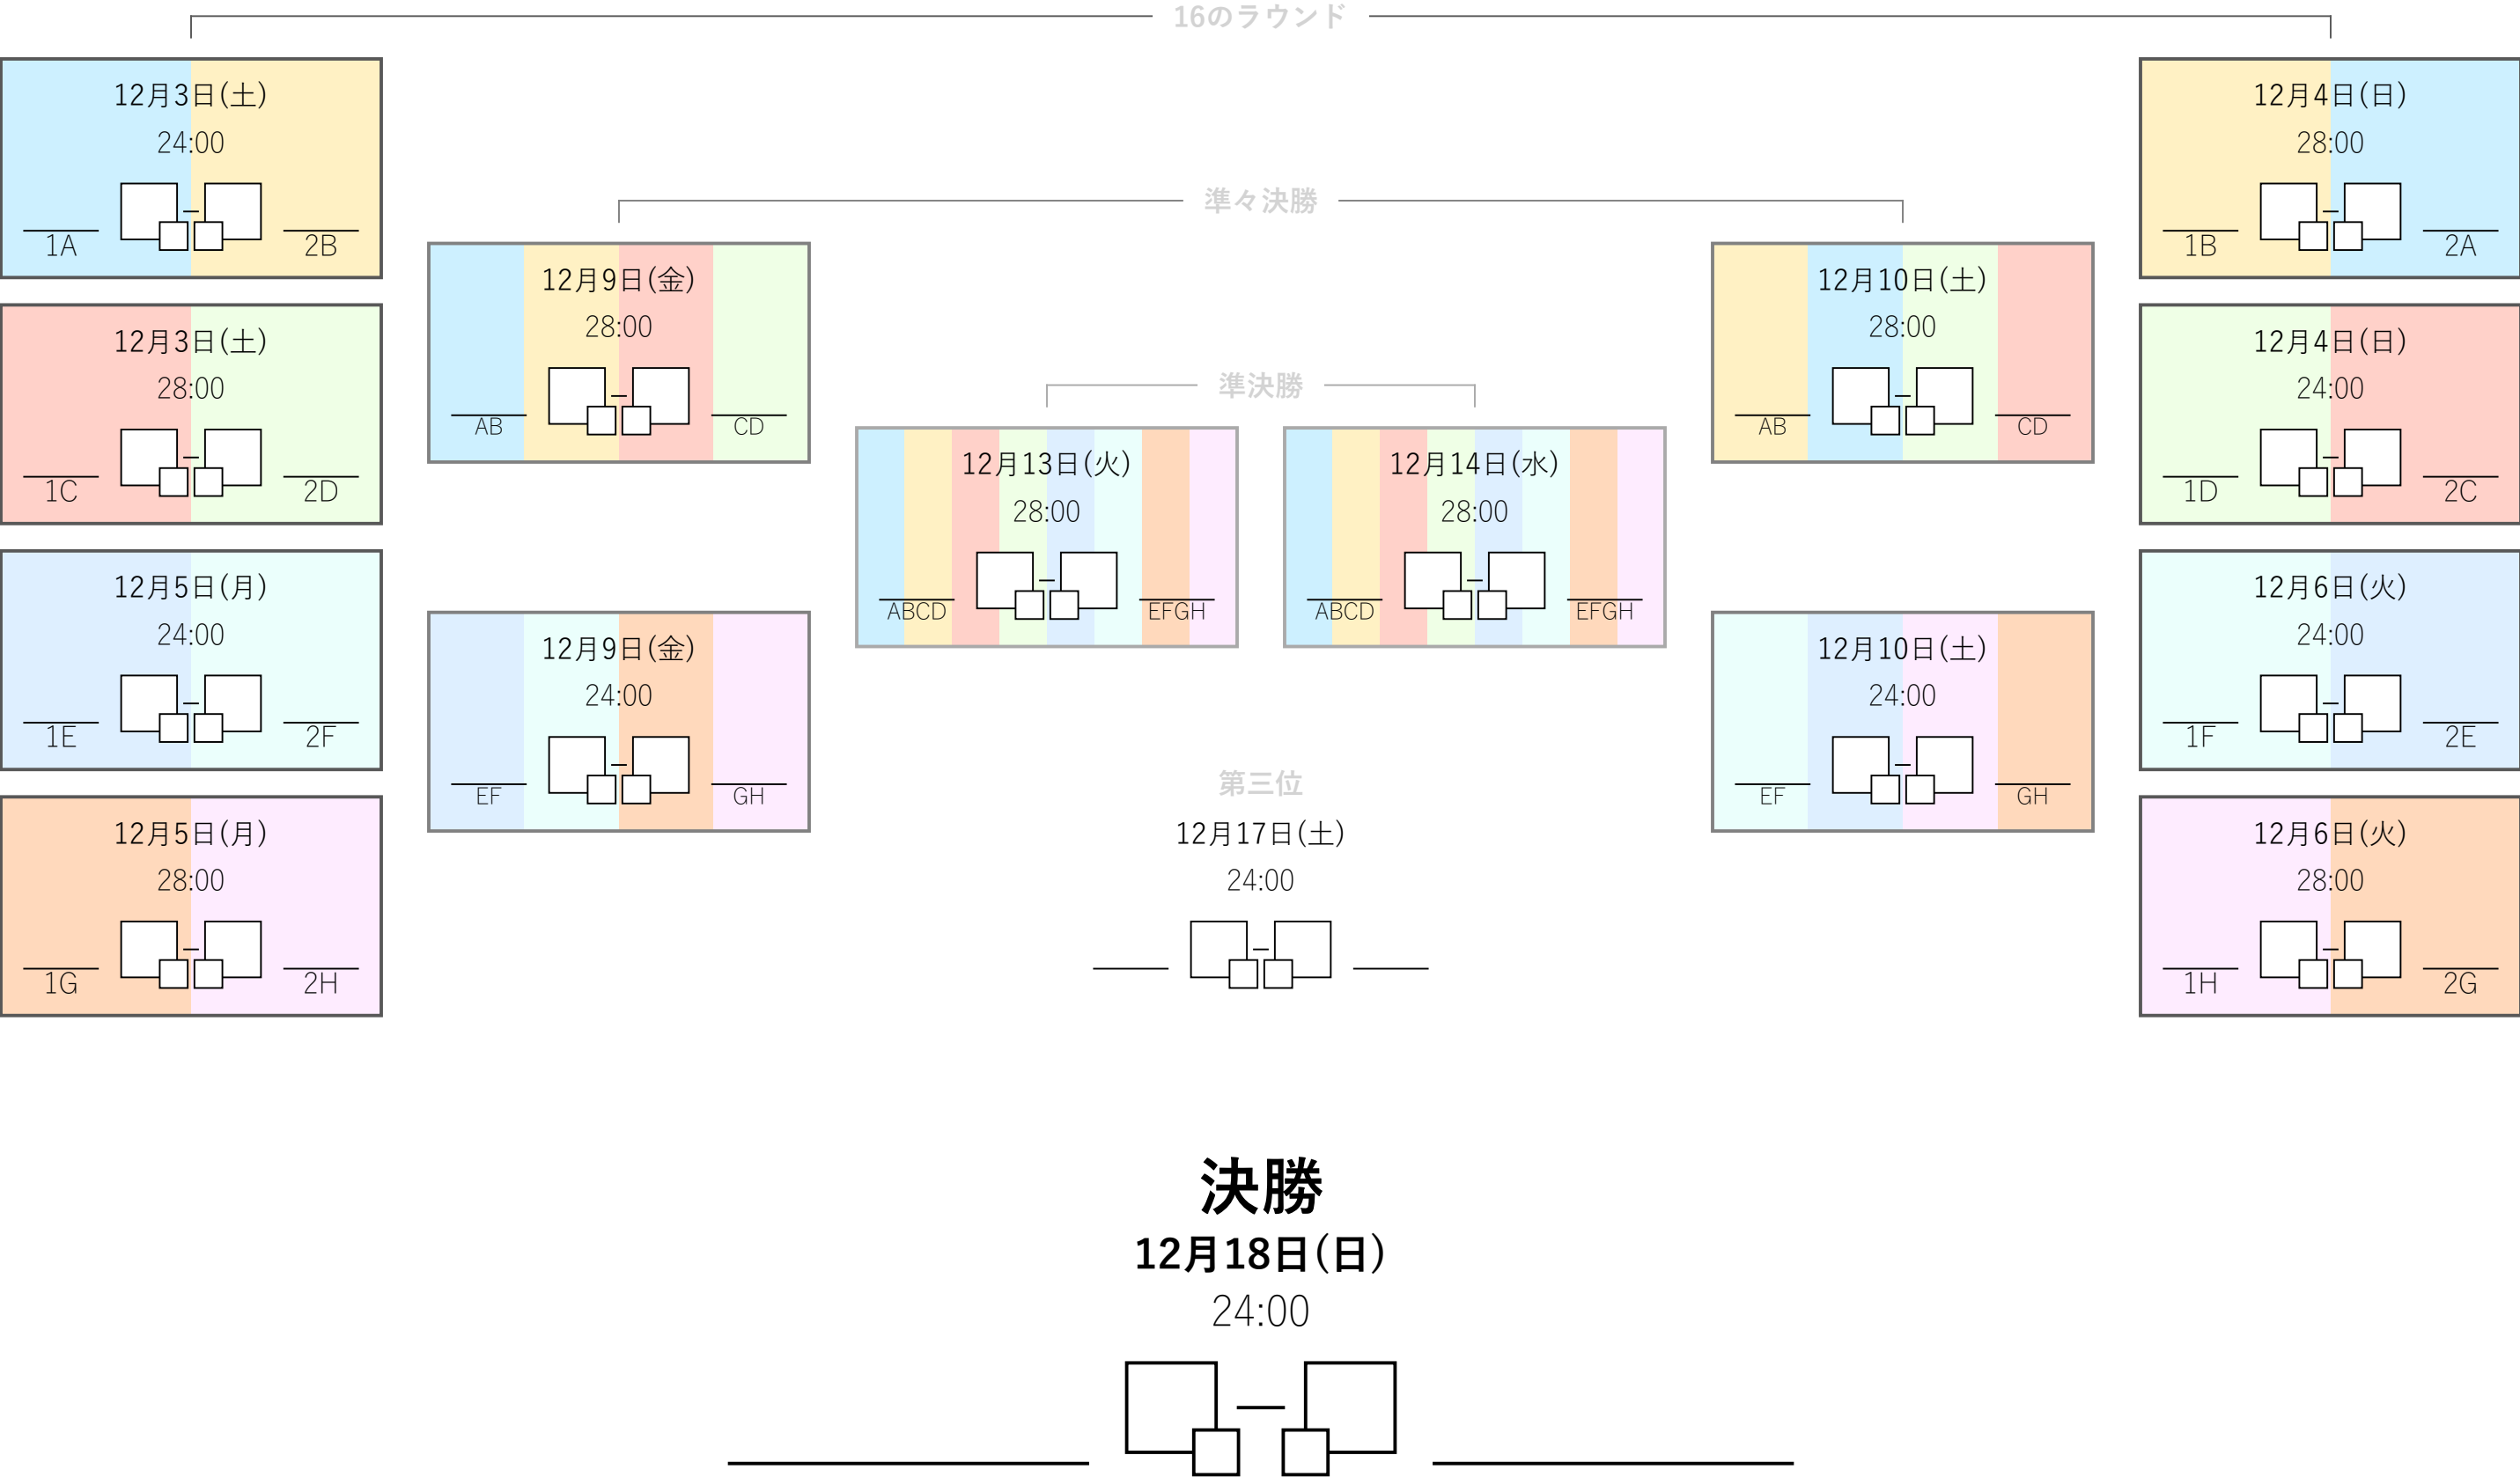 16のラウンド
12月3日(土)
24:00
1A – 2B
12月3日(土)
28:00
1C – 2D
12月5日(月)
24:00
1E – 2F
12月5日(月)
28:00
1G – 2H
準々決勝
12月9日(金)
28:00
AB – CD
12月9日(金)
24:00
EF – GH
準決勝
12月13日(火)
28:00
ABCD – EFGH
12月14日(水)
28:00
ABCD – EFGH
第三位
12月17日(土)
24:00
–
12月10日(土)
28:00
AB – CD
12月10日(土)
24:00
EF – GH
12月4日(日)
28:00
1B – 2A
12月4日(日)
24:00
1D – 2C
12月6日(火)
24:00
1F – 2E
12月6日(火)
28:00
1H – 2G
決勝
12月18日(日)
24:00
–